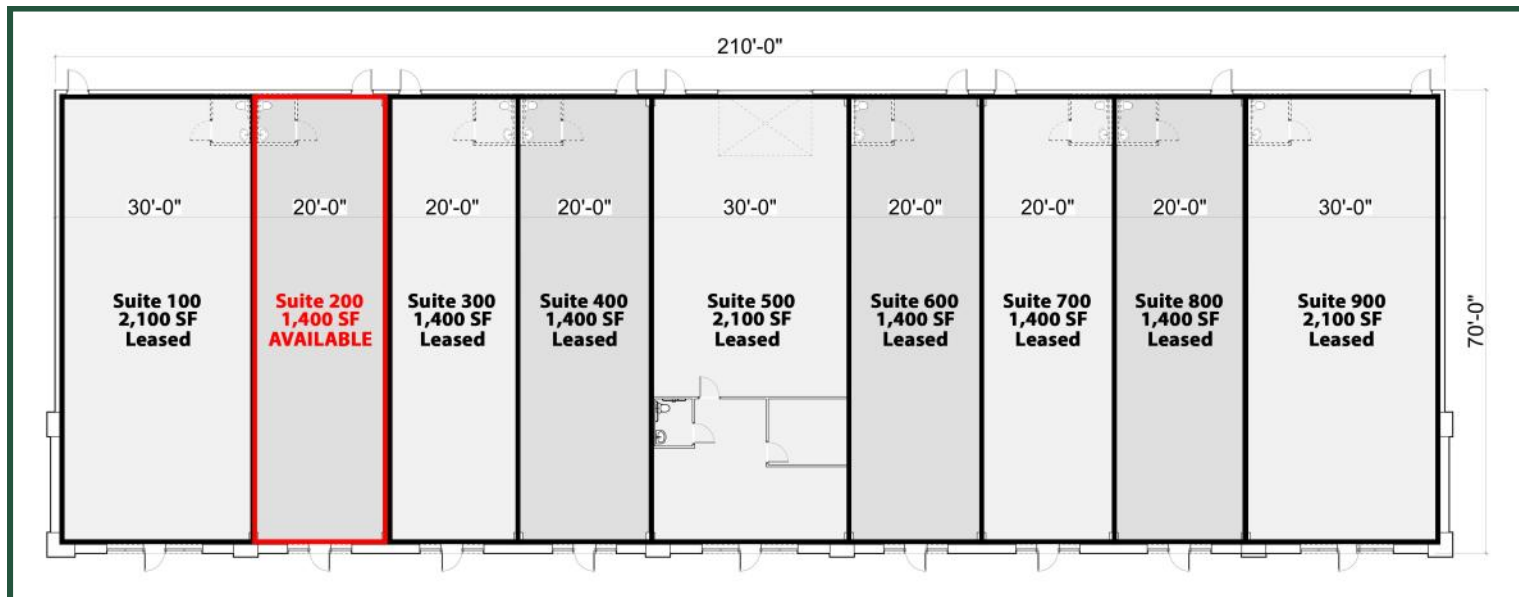 210'-0"
30'-0"
20'-0"
20'-0"
20'-0"
30'-0"
20'-0"
20'-0"
20'-0"
30'-0"
70'-0"
Suite 100
2,100 SF
Leased
Suite 200
1,400 SF
AVAILABLE
Suite 300
1,400 SF
Leased
Suite 400
1,400 SF
Leased
Suite 500
2,100 SF
Leased
Suite 600
1,400 SF
Leased
Suite 700
1,400 SF
Leased
Suite 800
1,400 SF
Leased
Suite 900
2,100 SF
Leased